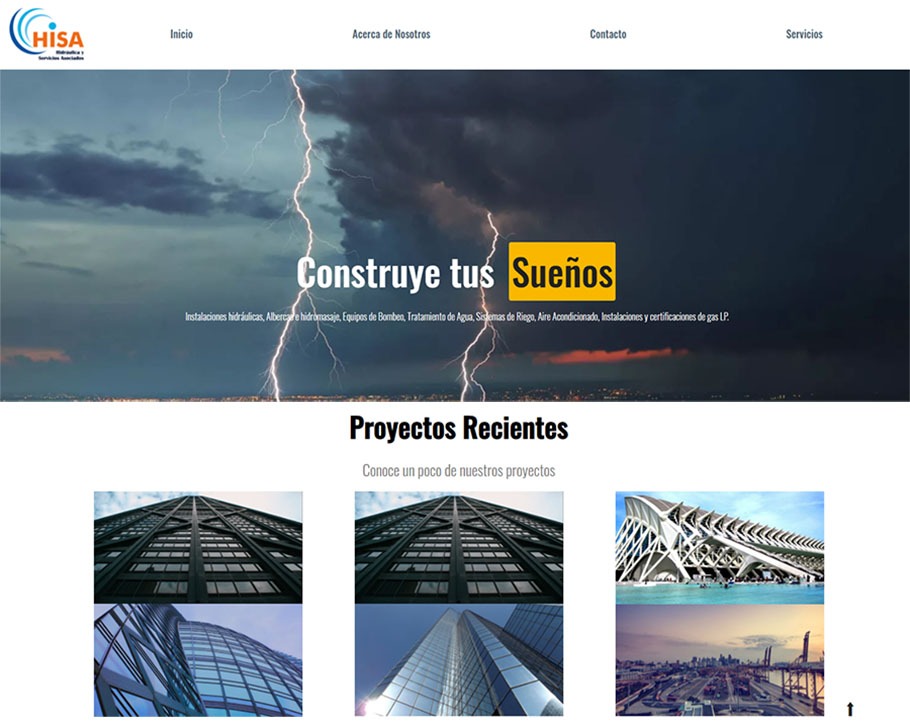 HISA
Hidráulica y
Servicios Asociados
Inicio
Acerca de Nosotros
Contacto
Servicios
Construye tus Sueños
Instalaciones hidráulicas, Albercas e hidromasaje, Equipos de Bombeo, Tratamiento de Agua, Sistemas de Riego, Aire Acondicionado, Instalaciones y certificaciones de gas LP.
Proyectos Recientes
Conoce un poco de nuestros proyectos